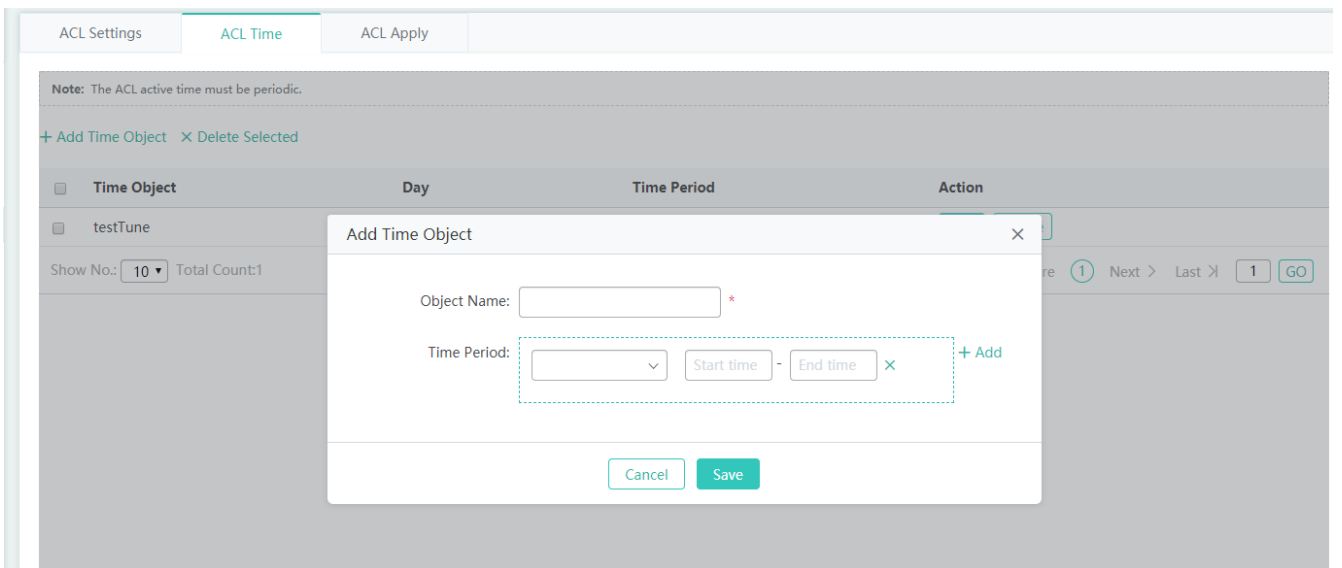 ACL Settings ACL Time ACL Apply
Note: The ACL active time must be periodic.
+ Add Time Object × Delete Selected
Time Object Day Time Period Action
testTune
Add Time Object ×
Show No.: 10 Total Count:1
1 Next > Last 1 GO
Object Name: *
Time Period: Start time - End time × + Add
Cancel Save